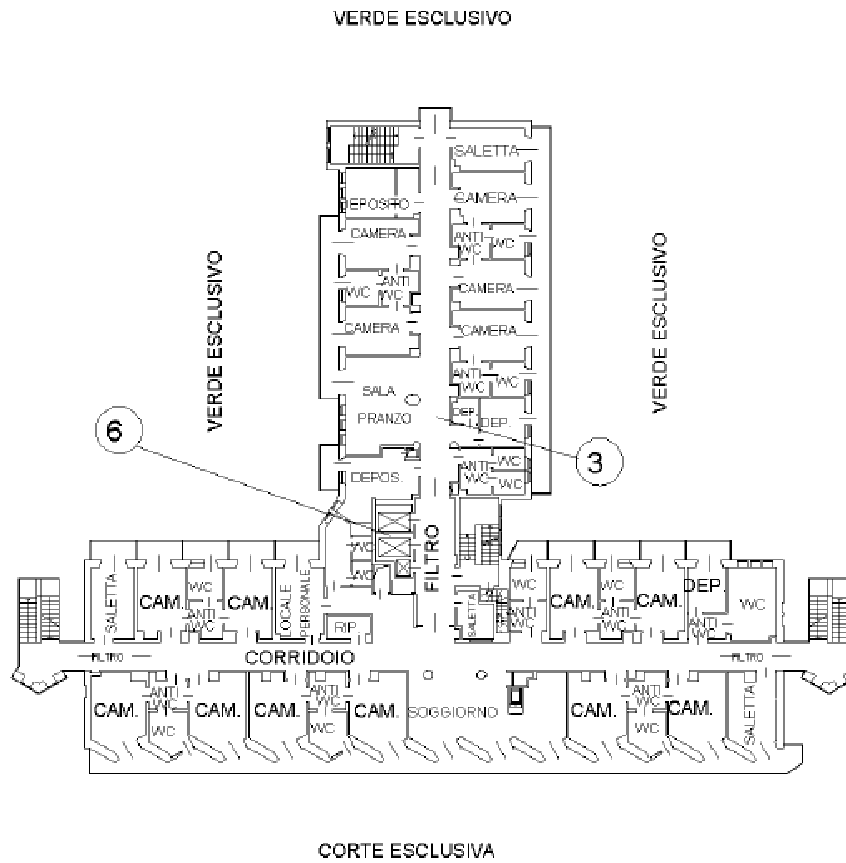 VERDE ESCLUSIVO
SALETTA
DEPOSITO
CAMERA
CAMERA
ANTI
WC
WC
CAMERA
WC
ANTI
WC
CAMERA
CAMERA
CAMERA
VERDE ESCLUSIVO
VERDE ESCLUSIVO
ANTI
WC
WC
SALA
PRANZO
DEP.
DEP.
6
3
DEPOS.
ANTI
WC
WC
WC
FILTRO
WC
WC
SALETTA
CAM.
WC
ANTI
WC
CAM.
LOCALE
PERSONALE
RIP.
SALETTA
WC
ANTI
WC
CAM.
WC
ANTI
WC
CAM.
DEP.
ANTI
WC
WC
FILTRO
CORRIDOIO
FILTRO
CAM.
ANTI
WC
WC
CAM.
CAM.
ANTI
WC
WC
CAM.
SOGGIORNO
CAM.
ANTI
WC
WC
CAM.
SALETTA
CORTE ESCLUSIVA